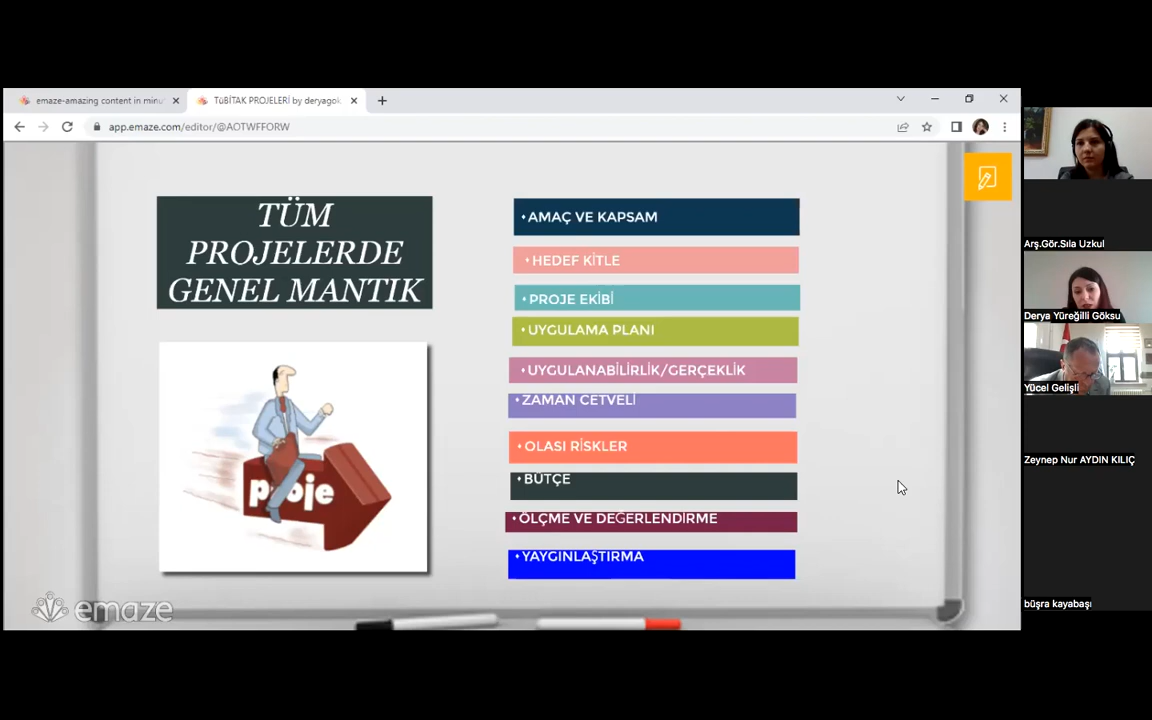 emaze-amazing content in minu
TüBİTAK PROJELERİ by deryagok
app.emaze.com/editor/@AOTWFFORW
TÜM
PROJELERDE
GENEL MANTIK
proje
• AMAÇ VE KAPSAM
• HEDEF KİTLE
• PROJE EKİBİ
• UYGULAMA PLANI
• UYGULANABİLİRLİK/GERÇEKLİK
• ZAMAN CETVELİ
• OLASI RİSKLER
• BÜTÇE
• ÖLÇME VE DEĞERLENDİRME
• YAYGINLAŞTIRMA
emaze
Arş.Gör.Sıla Uzkul
Derya Yüreğilli Göksu
Yücel Gelişli
Zeynep Nur AYDIN KILIÇ
büşra kayabaşı